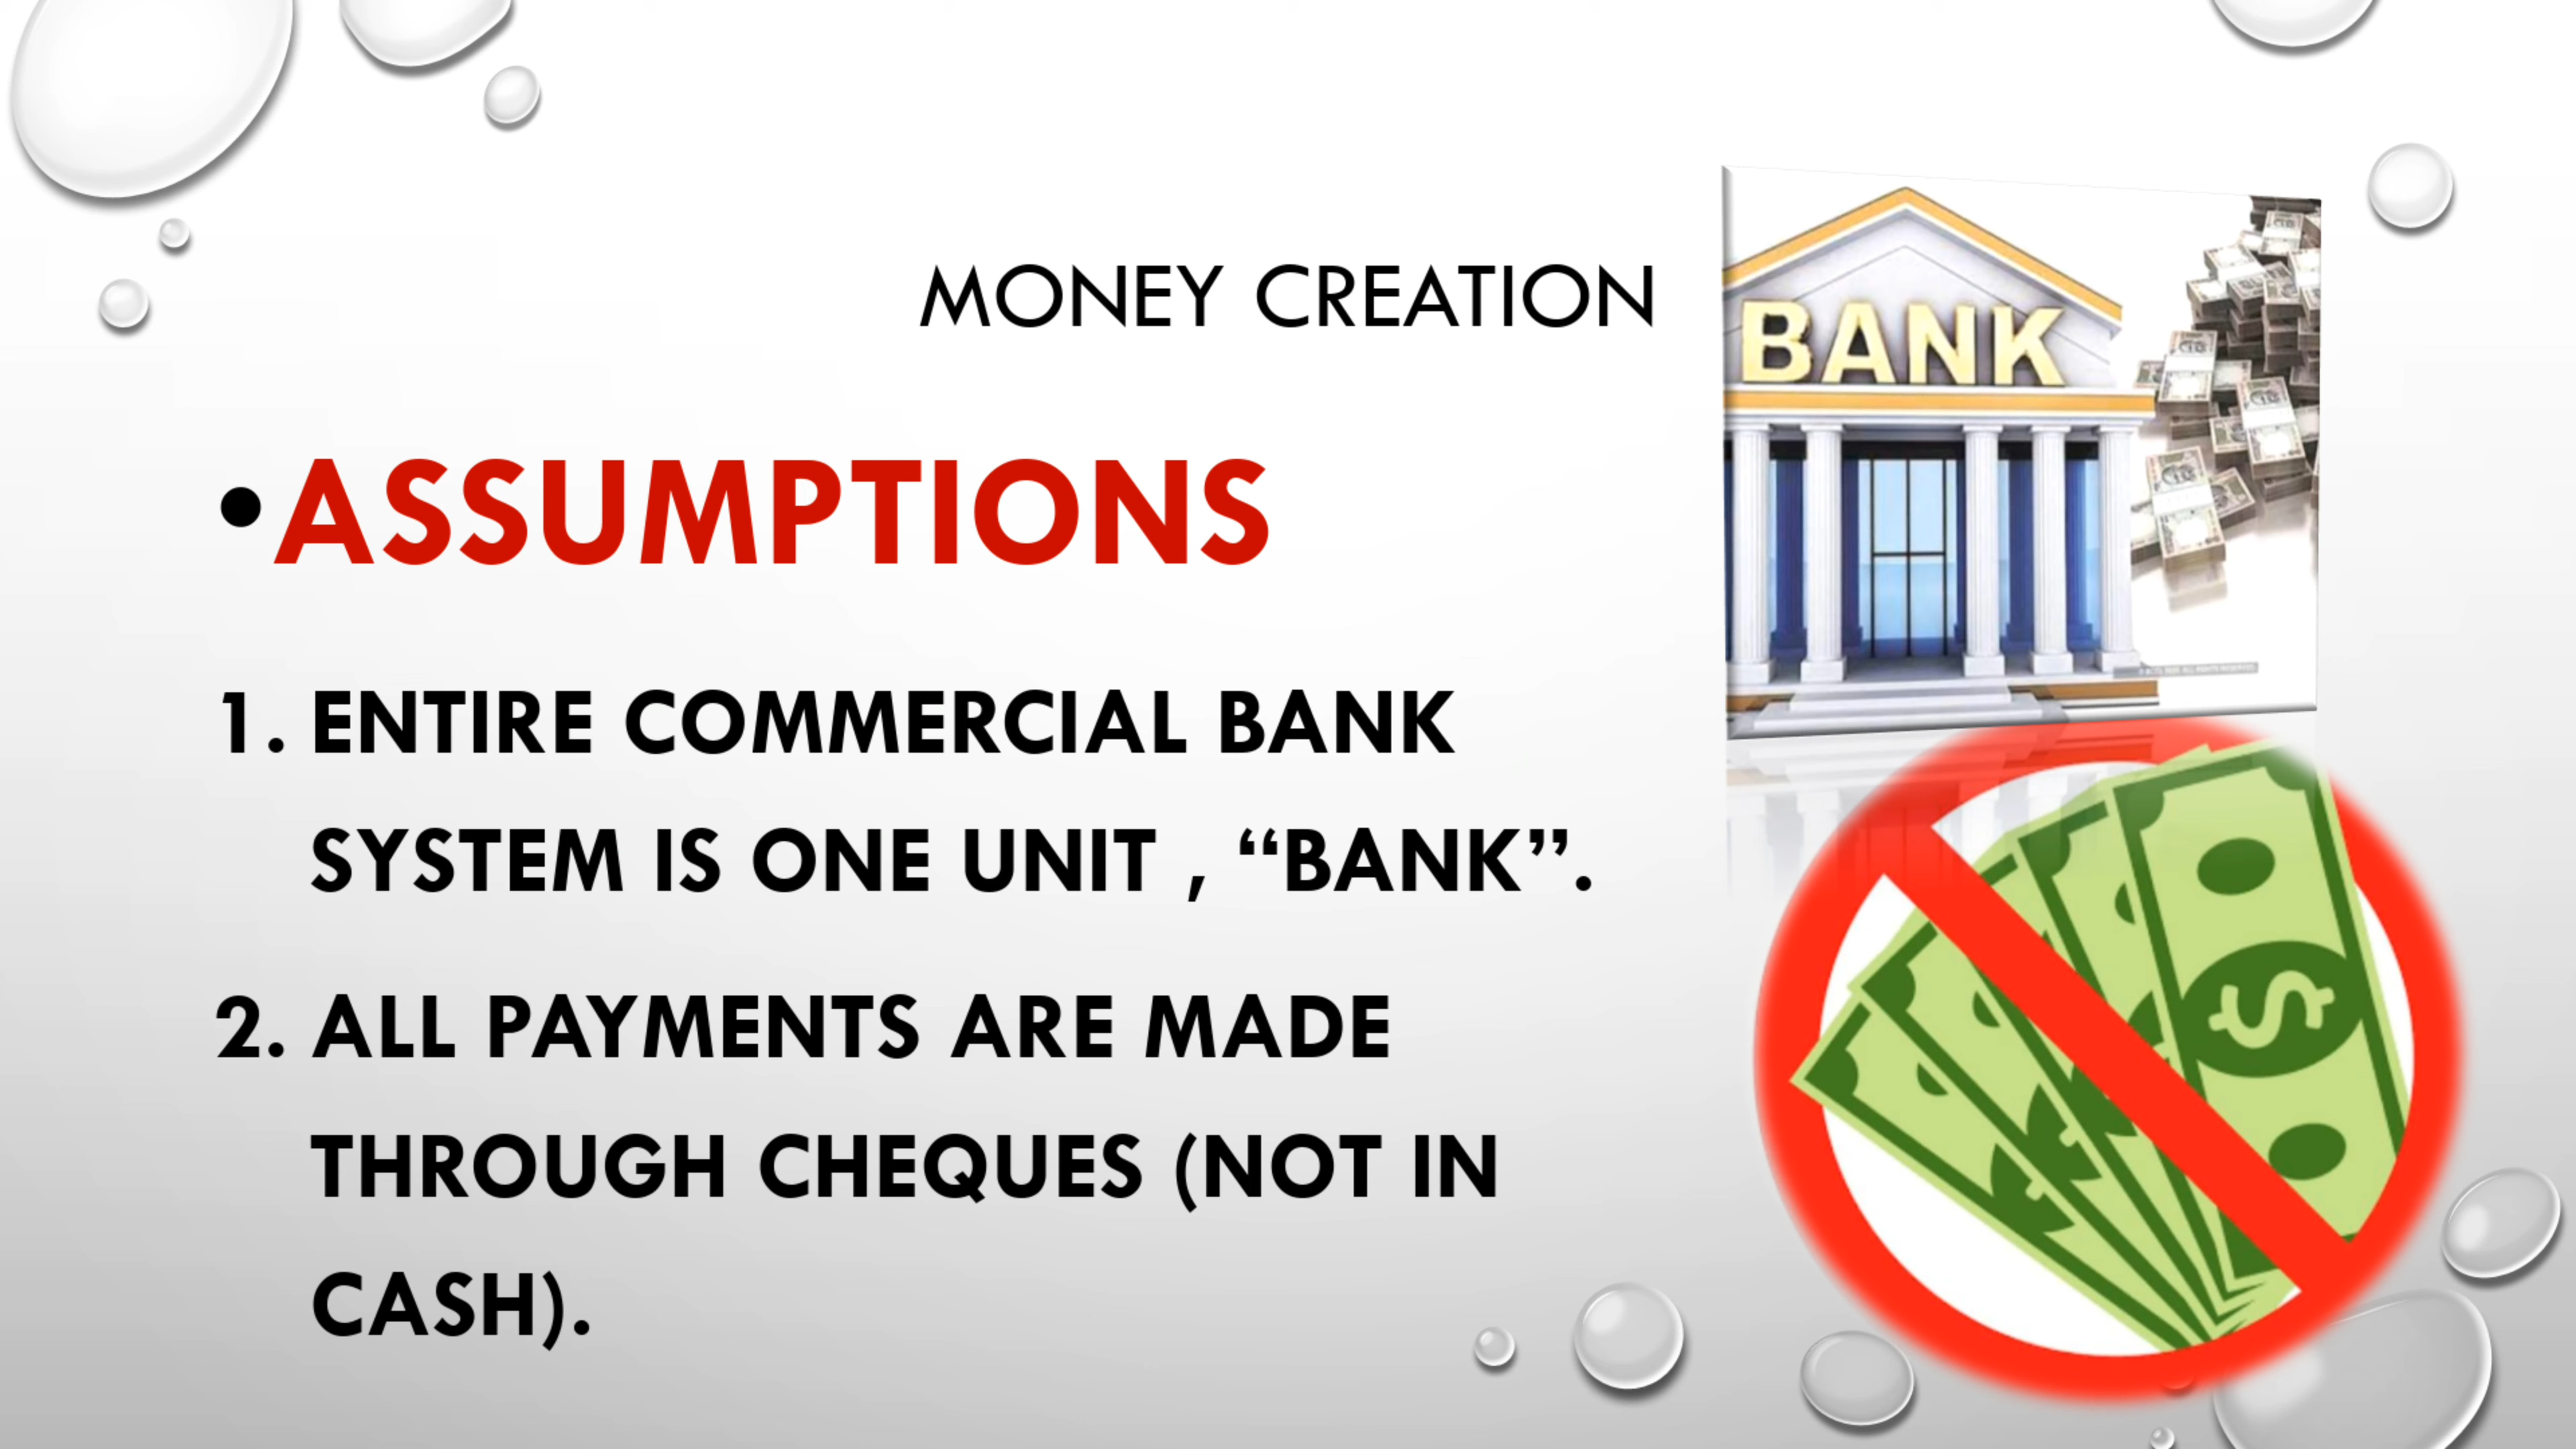 MONEY CREATION
BANK
•ASSUMPTIONS
1. ENTIRE COMMERCIAL BANK
SYSTEM IS ONE UNIT , “BANK”.
2. ALL PAYMENTS ARE MADE
THROUGH CHEQUES (NOT IN
CASH).
$